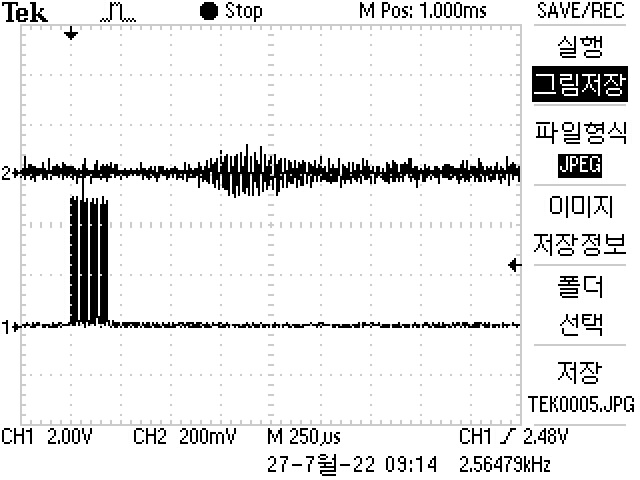 Tek Stop M Pos: 1.000ms SAVE/REC
실행
그림저장
파일형식
JPEG
2
이미지
저장정보
폴더
1
선택
저장
TEK0005.JPG
CH1 2.00V CH2 200mV M 250µs CH1 2.48V
27-7월-22 09:14 2.56479kHz